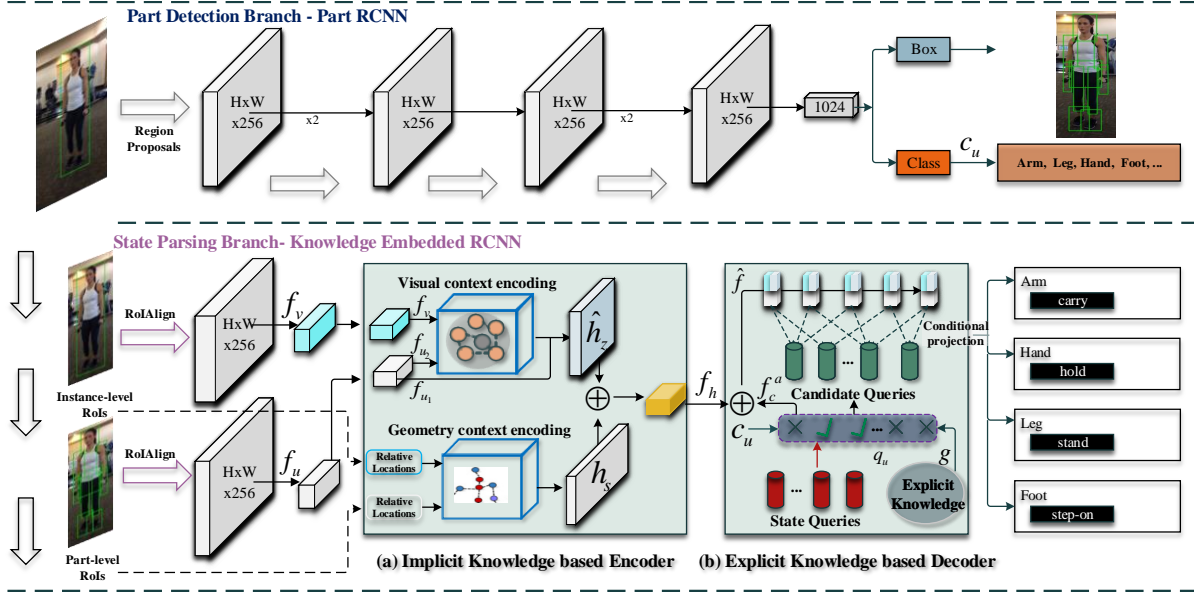 Part Detection Branch - Part RCNN
Region
Proposals
HxW
x256
x2
HxW
x256
HxW
x256
x2
HxW
x256
1024
Box
Class
c_u
Arm, Leg, Hand, Foot, ...
State Parsing Branch- Knowledge Embedded RCNN
RoIAlign
Instance-level
RoIs
HxW
x256
f_v
RoIAlign
Part-level
RoIs
HxW
x256
f_u
Visual context encoding
f_v
f_{u_2}
f_{u_1}
ĥ_z
Geometry context encoding
Relative
Locations
Relative
Locations
h_s
f_h
(a) Implicit Knowledge based Encoder
f̂
Conditional
projection
...
Candidate Queries
f_c^a
c_u
...
q_u
g
...
State Queries
Explicit
Knowledge
(b) Explicit Knowledge based Decoder
Arm
carry
Hand
hold
Leg
stand
Foot
step-on